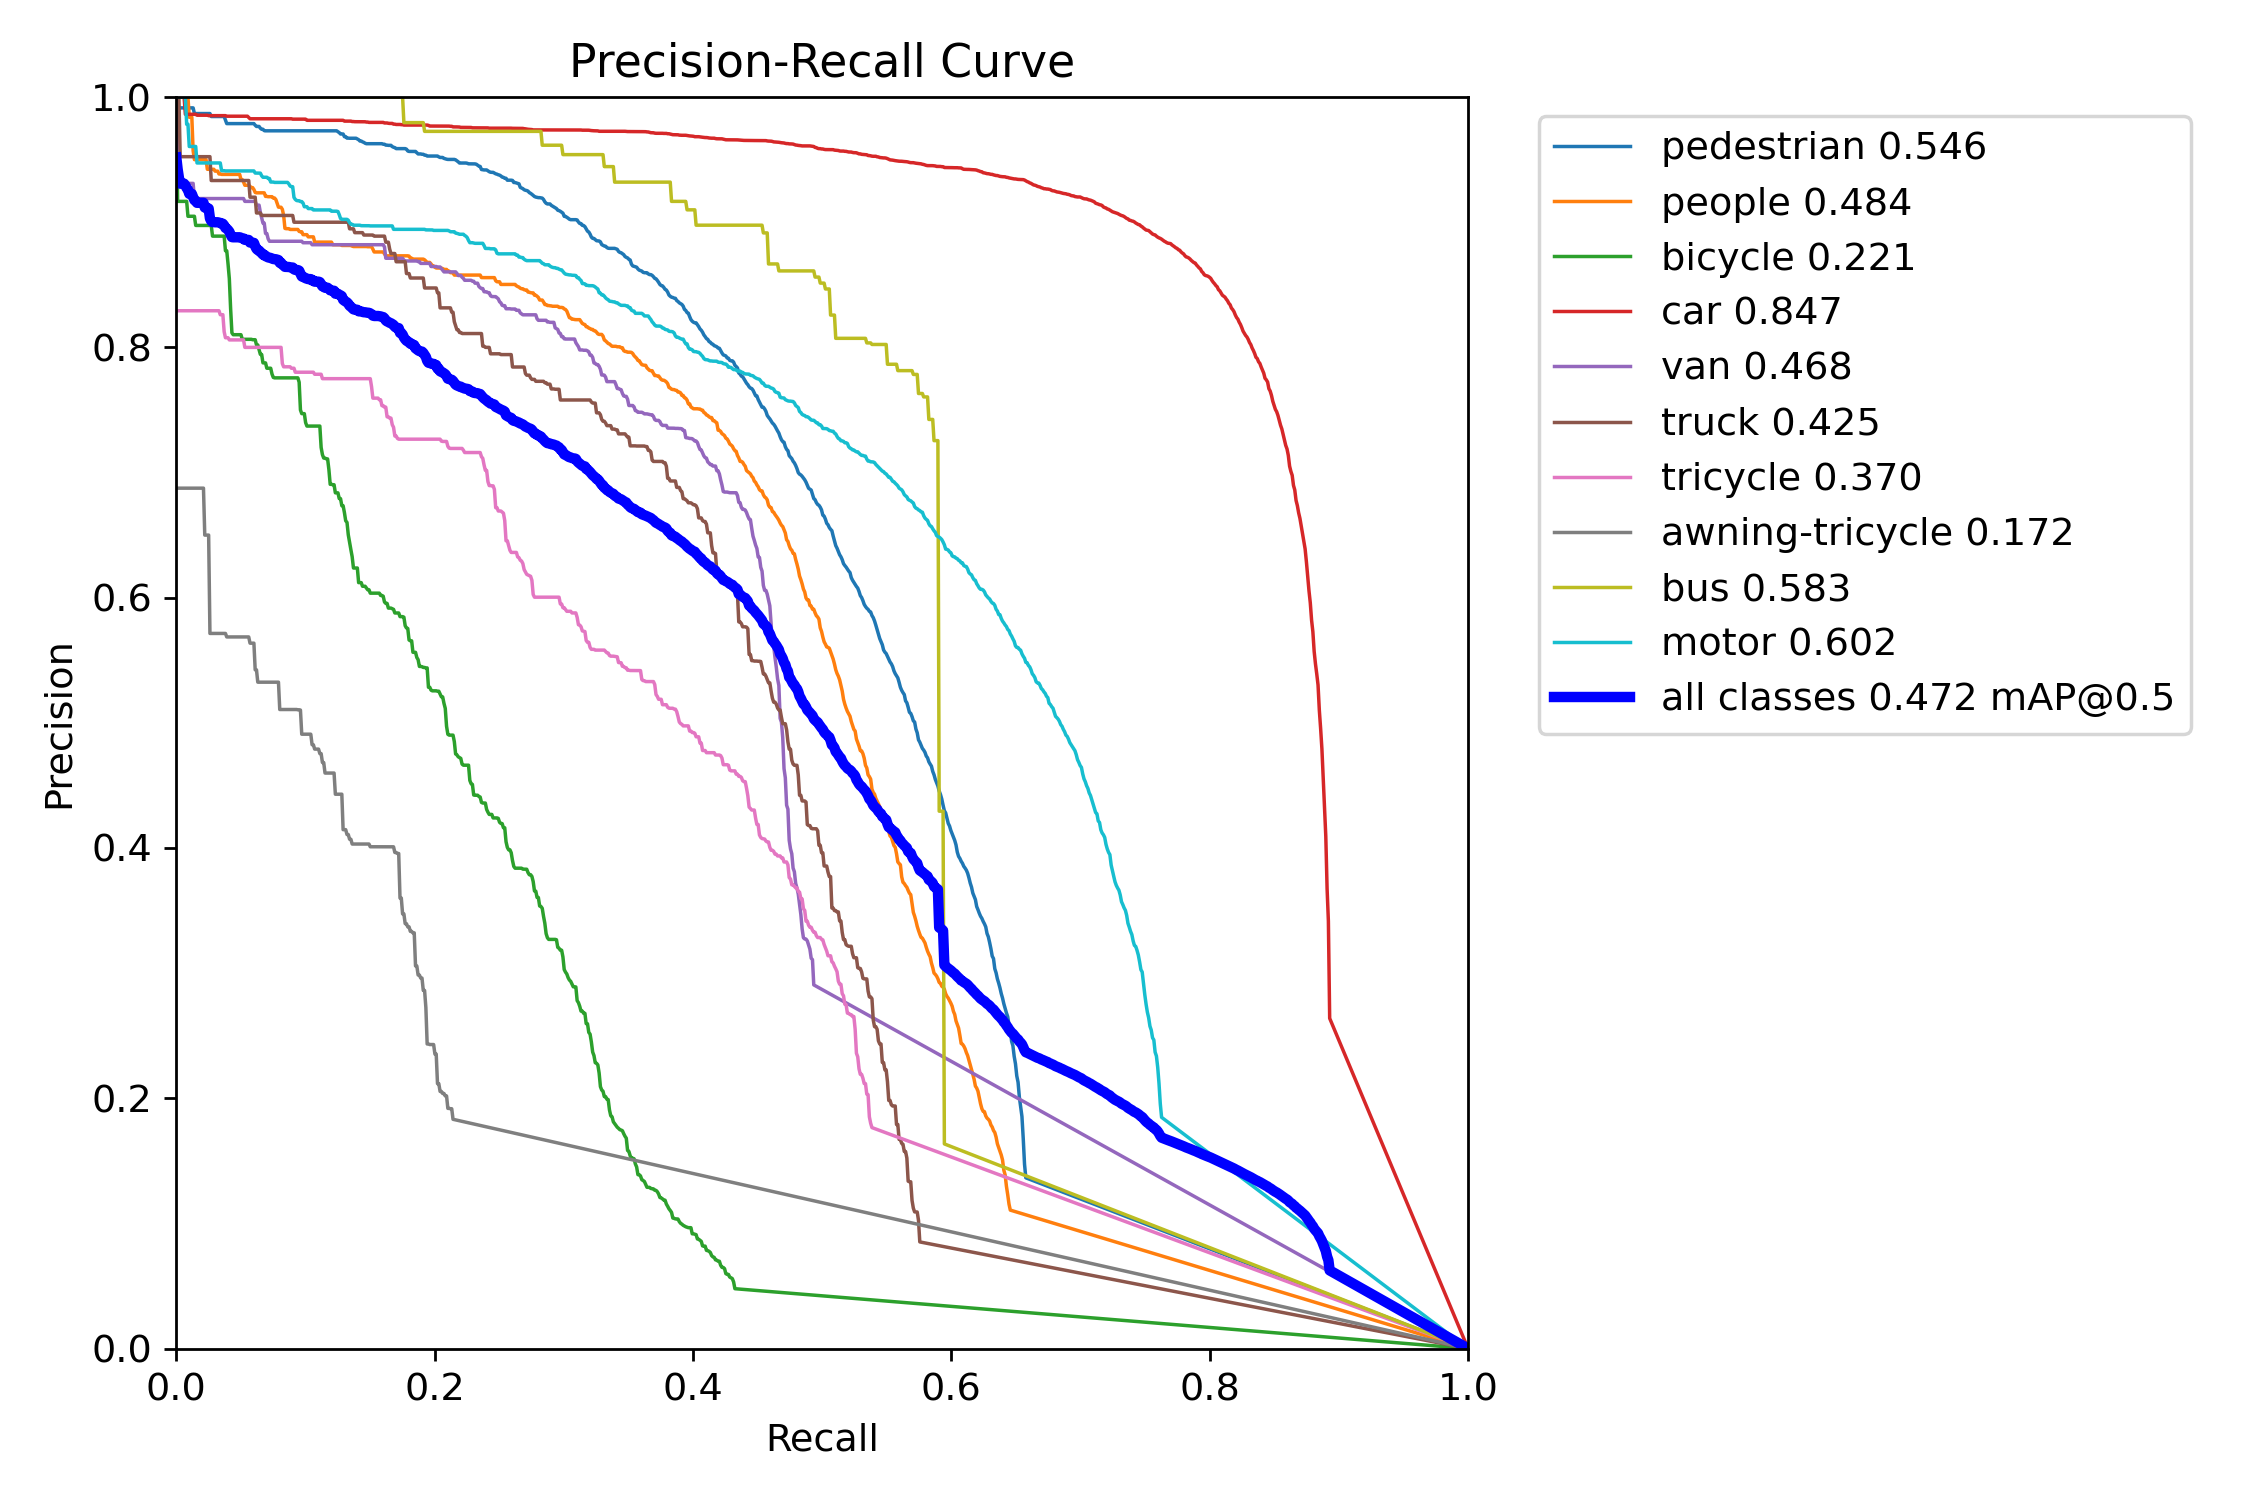 Precision-Recall Curve
1.0
0.8
0.6
0.4
0.2
0.0
Precision
0.0 0.2 0.4 0.6 0.8 1.0
Recall
pedestrian 0.546
people 0.484
bicycle 0.221
car 0.847
van 0.468
truck 0.425
tricycle 0.370
awning-tricycle 0.172
bus 0.583
motor 0.602
all classes 0.472 mAP@0.5